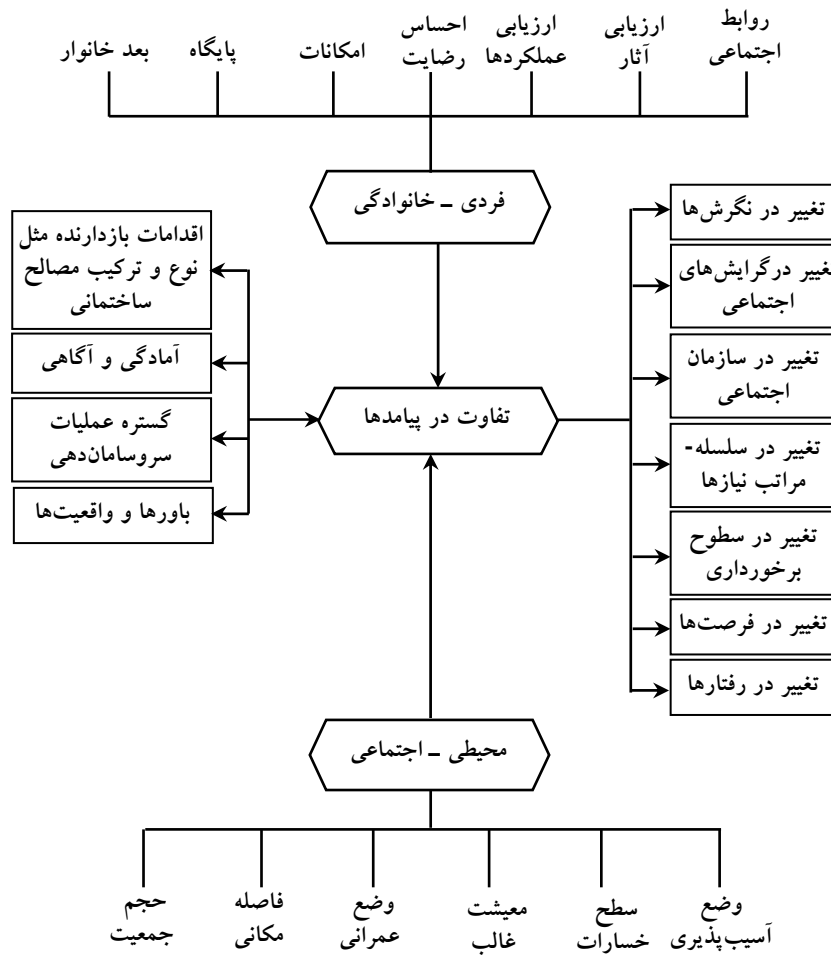 روابط
اجتماعی
ارزیابی
آثار
ارزیابی
عملکردها
احساس
رضایت
امکانات
پایگاه
بعد خانوار
فردی ـ خانوادگی
تغییر در نگرش‌ها
تغییر درگرایش‌های
اجتماعی
تغییر در سازمان
اجتماعی
تغییر در سلسله-
مراتب نیازها
تغییر در سطوح
برخورداری
تغییر در فرصت‌ها
تغییر در رفتارها
تفاوت در پیامدها
اقدامات بازدارنده مثل
نوع و ترکیب مصالح
ساختمانی
آمادگی و آگاهی
گستره عملیات
سروسامان‌دهی
باورها و واقعیت‌ها
محیطی ـ اجتماعی
وضع
آسیب‌پذیری
سطح
خسارات
معیشت
غالب
وضع
عمرانی
فاصله
مکانی
حجم
جمعیت